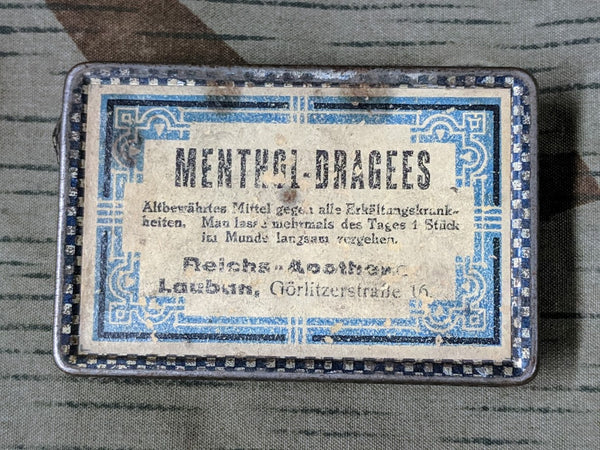 MENTHOL-DRAGEES
Altbewährtes Mittel gegen alle Erkältungskrank-
heiten. Man lasse mehrmals des Tages 1 Stück
im Munde langsam vergehen.
Reichs-Apotheke
Lauban, Görlitzerstraße 16.